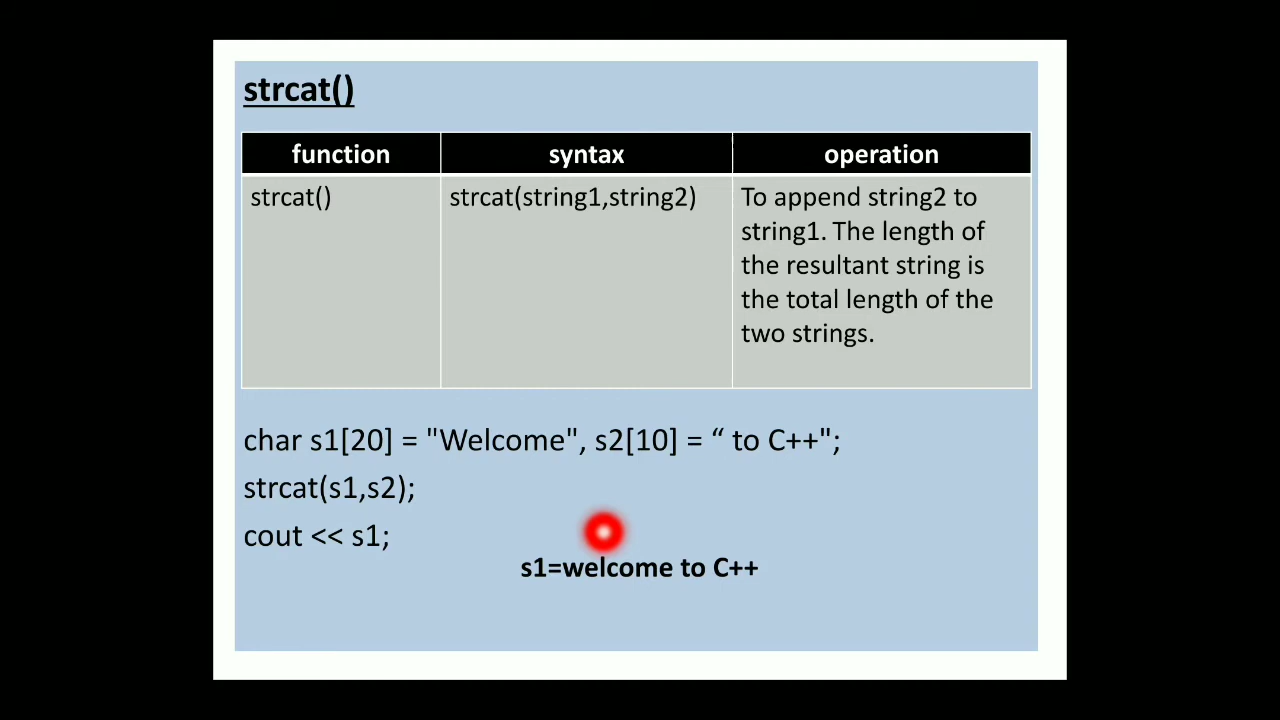 strcat()
function syntax operation
strcat() strcat(string1,string2) To append string2 to
string1. The length of
the resultant string is
the total length of the
two strings.
char s1[20] = "Welcome", s2[10] = “ to C++";
strcat(s1,s2);
cout << s1;
s1=welcome to C++